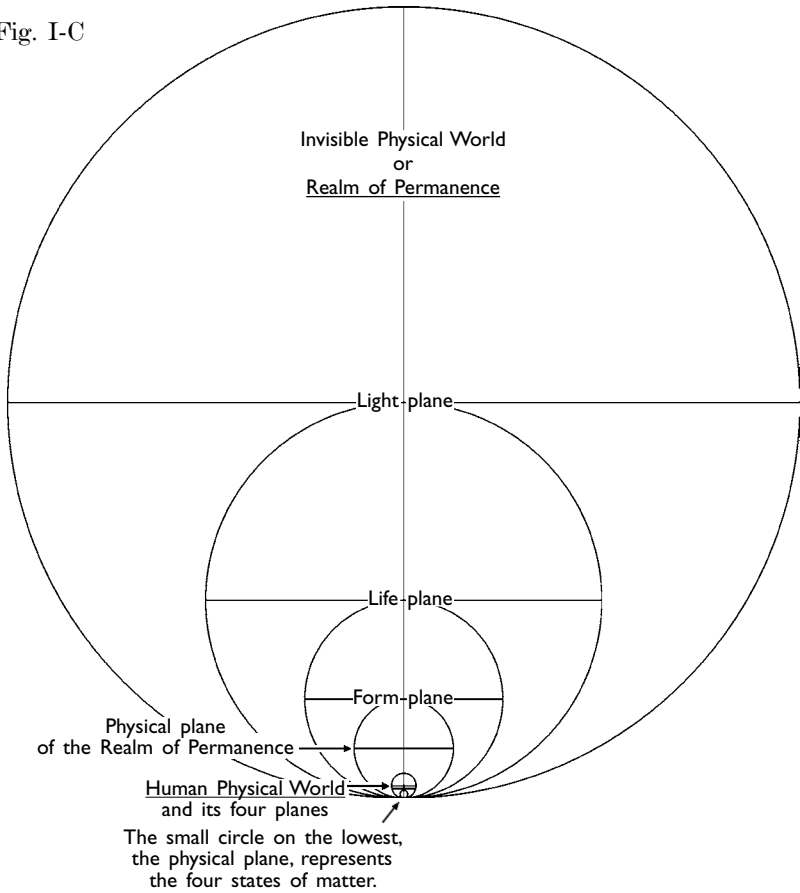 Fig. I-C
Invisible Physical World
or
Realm of Permanence
Light plane
Life plane
Form plane
Physical plane
of the Realm of Permanence
Human Physical World
and its four planes
The small circle on the lowest,
the physical plane, represents
the four states of matter.